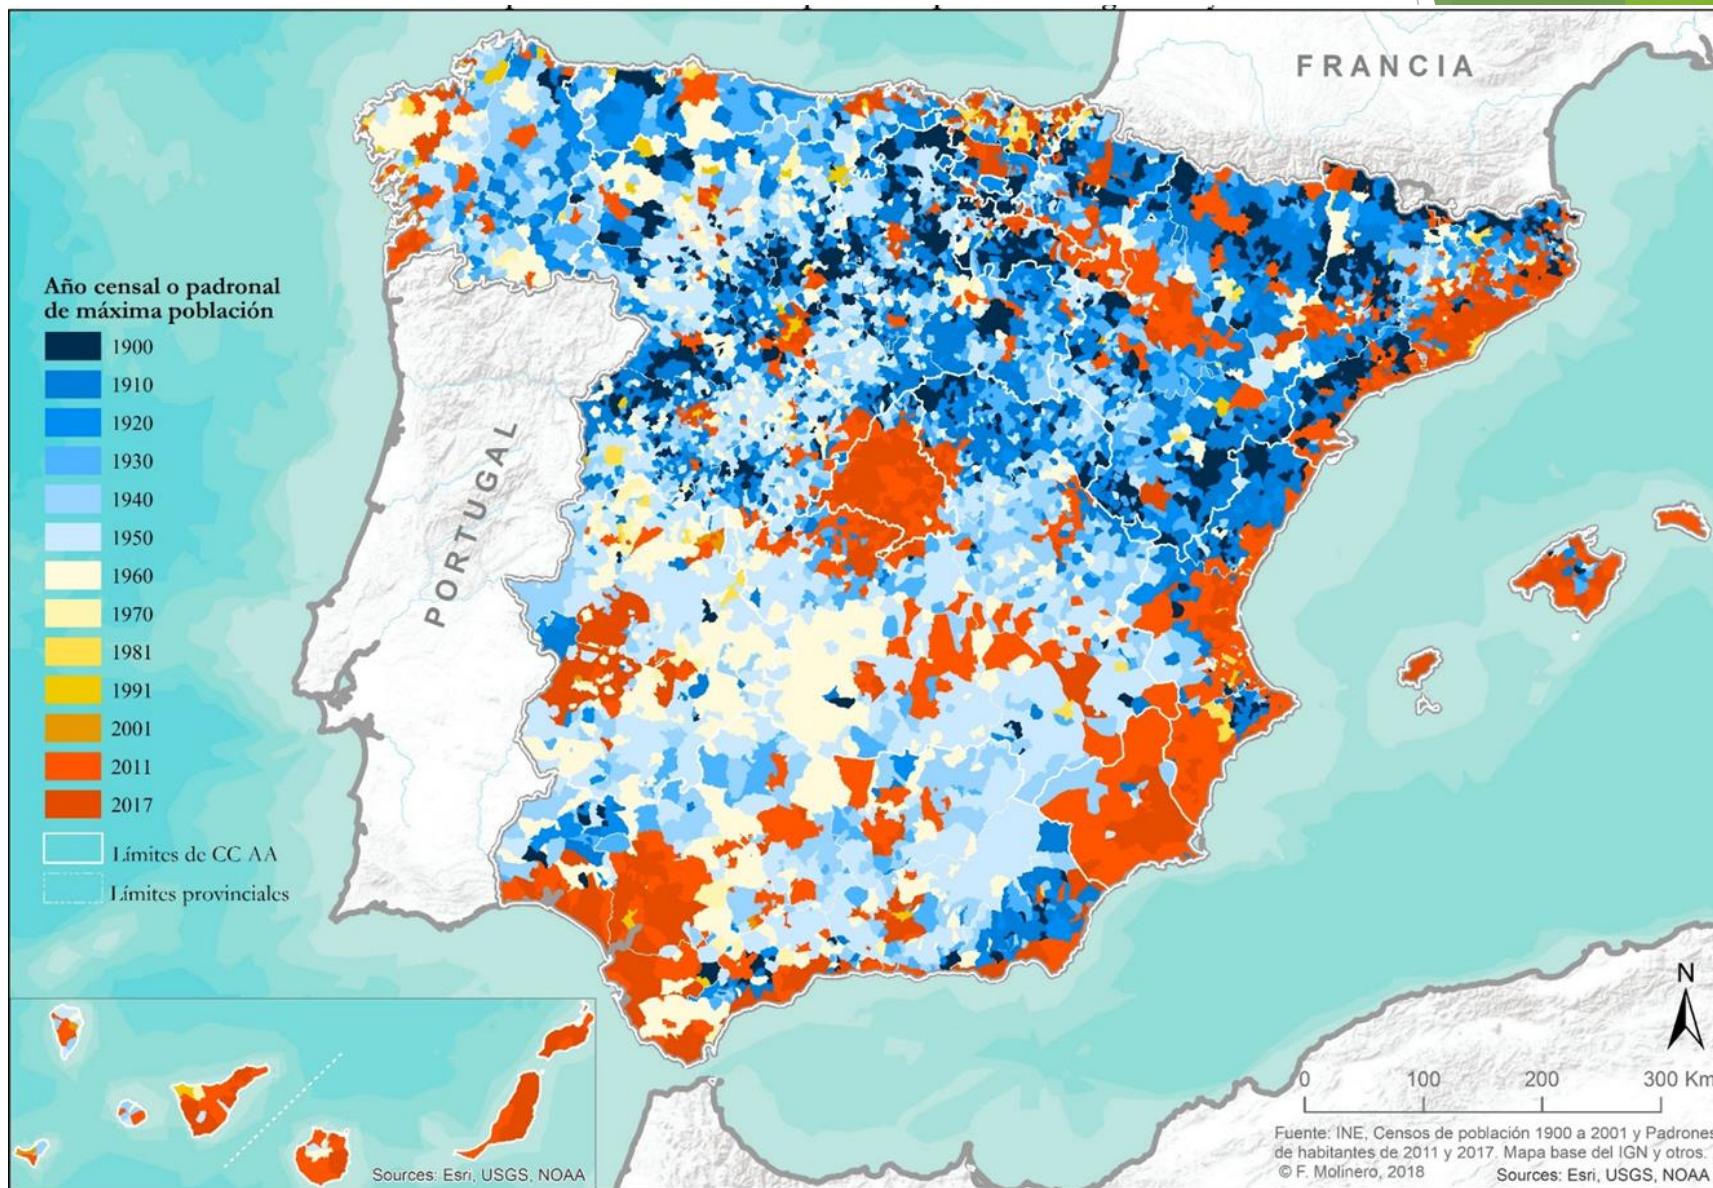 FRANCIA
PORTUGAL
Año censal o padronal
de máxima población
1900
1910
1920
1930
1940
1950
1960
1970
1981
1991
2001
2011
2017
Límites de CC AA
Límites provinciales
Sources: Esri, USGS, NOAA
N
0 100 200 300 Km
Fuente: INE, Censos de población 1900 a 2001 y Padrones
de habitantes de 2011 y 2017. Mapa base del IGN y otros.
© F. Molinero, 2018 Sources: Esri, USGS, NOAA